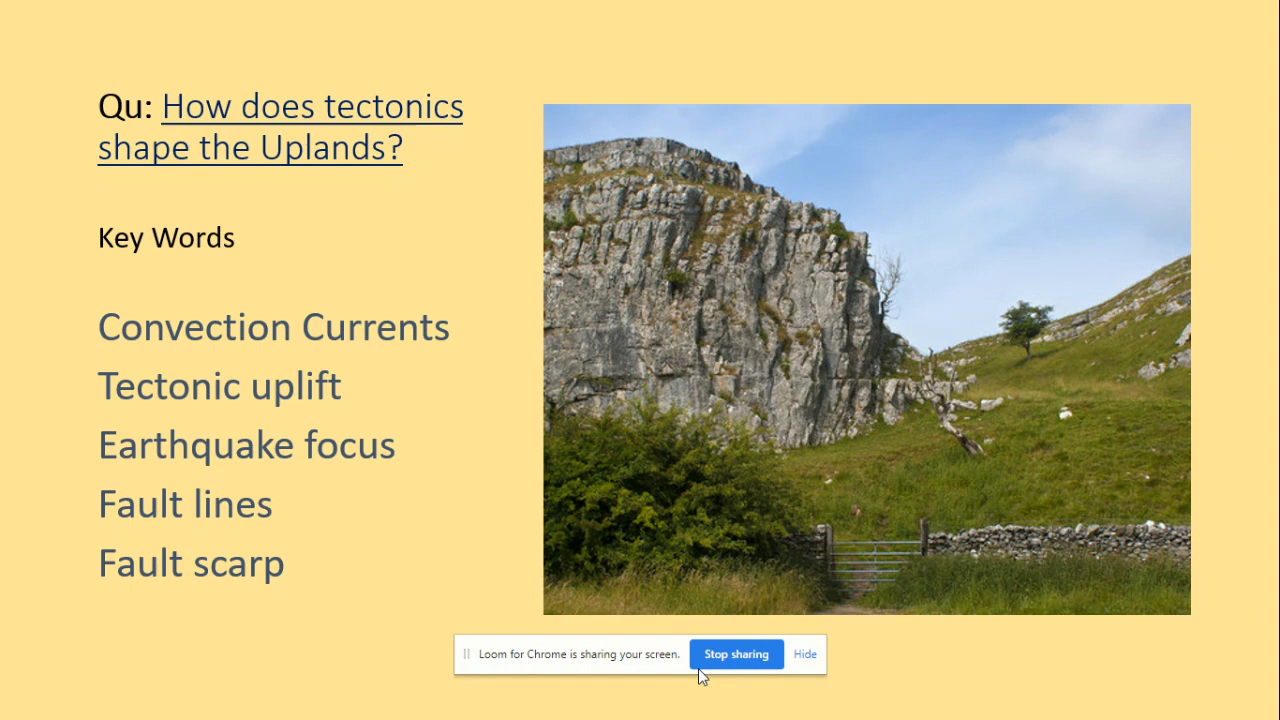 Qu: How does tectonics
shape the Uplands?
Key Words
Convection Currents
Tectonic uplift
Earthquake focus
Fault lines
Fault scarp
Loom for Chrome is sharing your screen. Stop sharing Hide